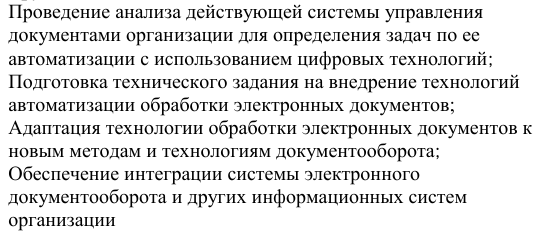 Проведение анализа действующей системы управления
документами организации для определения задач по ее
автоматизации с использованием цифровых технологий;
Подготовка технического задания на внедрение технологий
автоматизации обработки электронных документов;
Адаптация технологии обработки электронных документов к
новым методам и технологиям документооборота;
Обеспечение интеграции системы электронного
документооборота и других информационных систем
организации